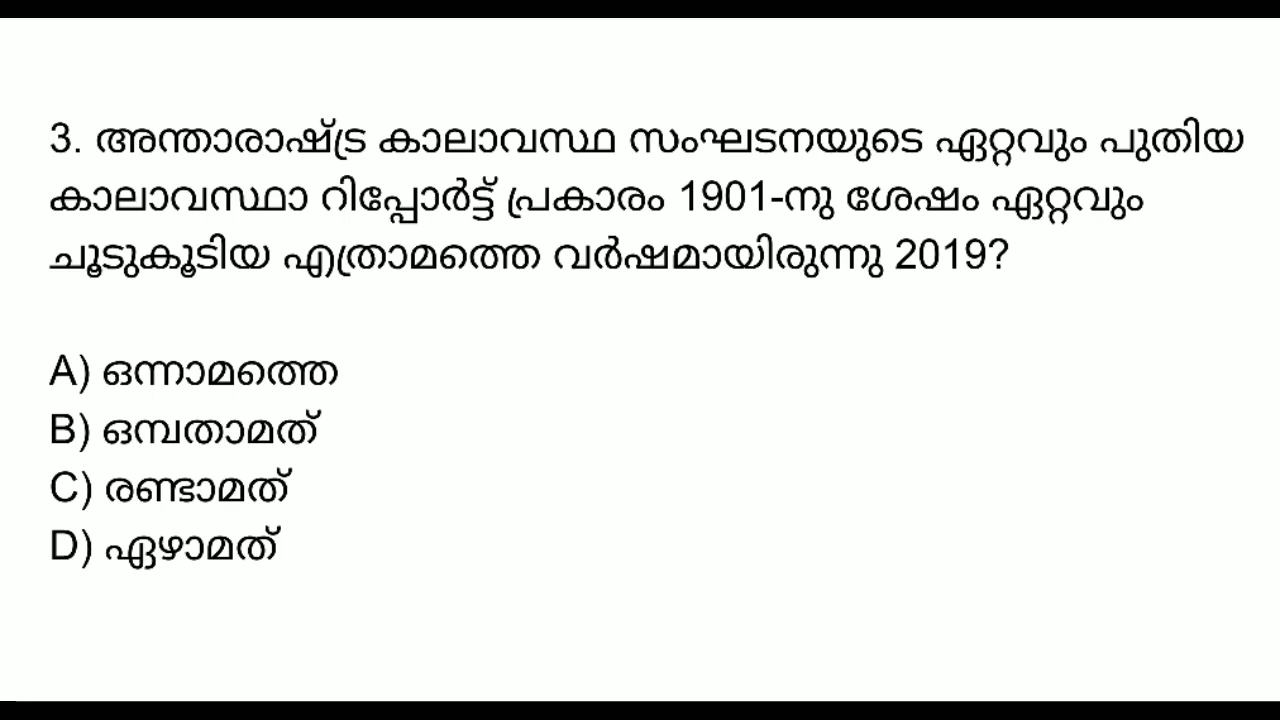 3. അന്താരാഷ്ട്ര കാലാവസ്ഥ സംഘടനയുടെ ഏറ്റവും പുതിയ
കാലാവസ്ഥാ റിപ്പോർട്ട് പ്രകാരം 1901-നു ശേഷം ഏറ്റവും
ചൂടുകൂടിയ എത്രാമത്തെ വർഷമായിരുന്നു 2019?
A) ഒന്നാമത്തെ
B) ഒമ്പതാമത്
C) രണ്ടാമത്
D) ഏഴാമത്